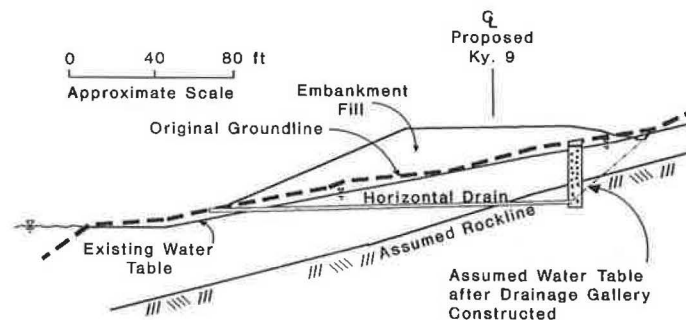 ℄
Proposed
Ky. 9
0 40 80 ft
Approximate Scale
Embankment
Fill
Original Groundline
Horizontal Drain
Existing Water
Table
Assumed Rockline
Assumed Water Table
after Drainage Gallery
Constructed